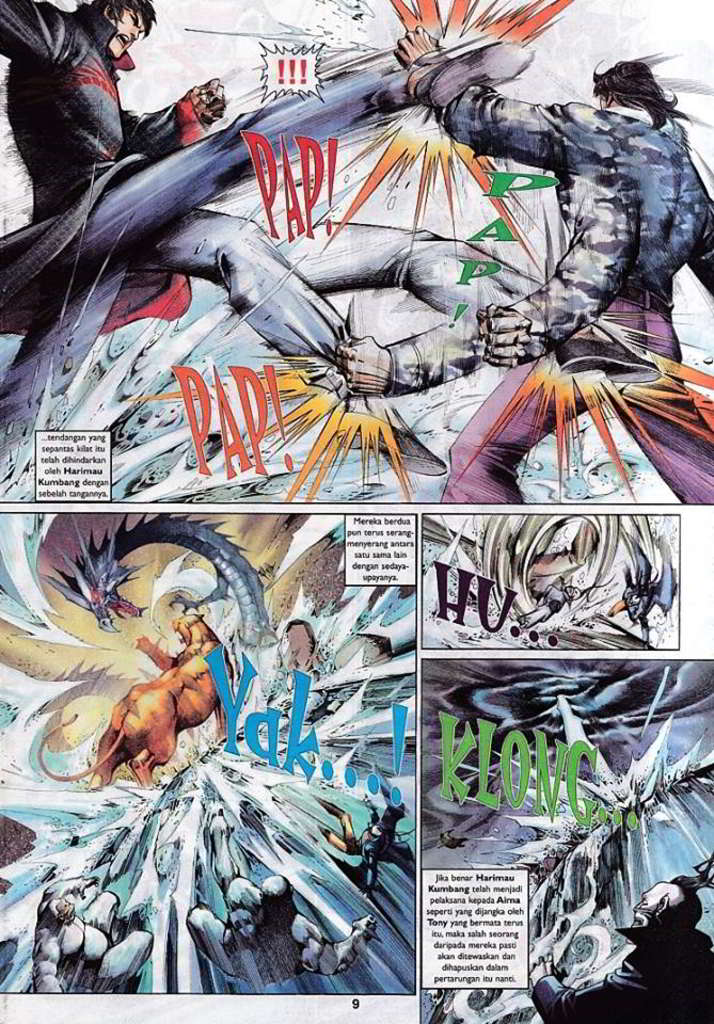 !!!
PAP!
PAP!
PAP!
...tendangan yang
sepantas kilat itu
telah dihindarkan
oleh Harimau
Kumbang dengan
sebelah tangannya.
Mereka berdua
pun terus serang-
menyerang antara
satu sama lain
dengan sedaya-
upayanya.
HU...
Yak...!
KLONG...
Jika benar Harimau
Kumbang telah menjadi
pelaksana kepada Airna
seperti yang dijangka oleh
Tony yang bermata terus
itu, maka salah seorang
daripada mereka pasti
akan ditewaskan dan
dihapuskan dalam
pertarungan itu nanti.
9